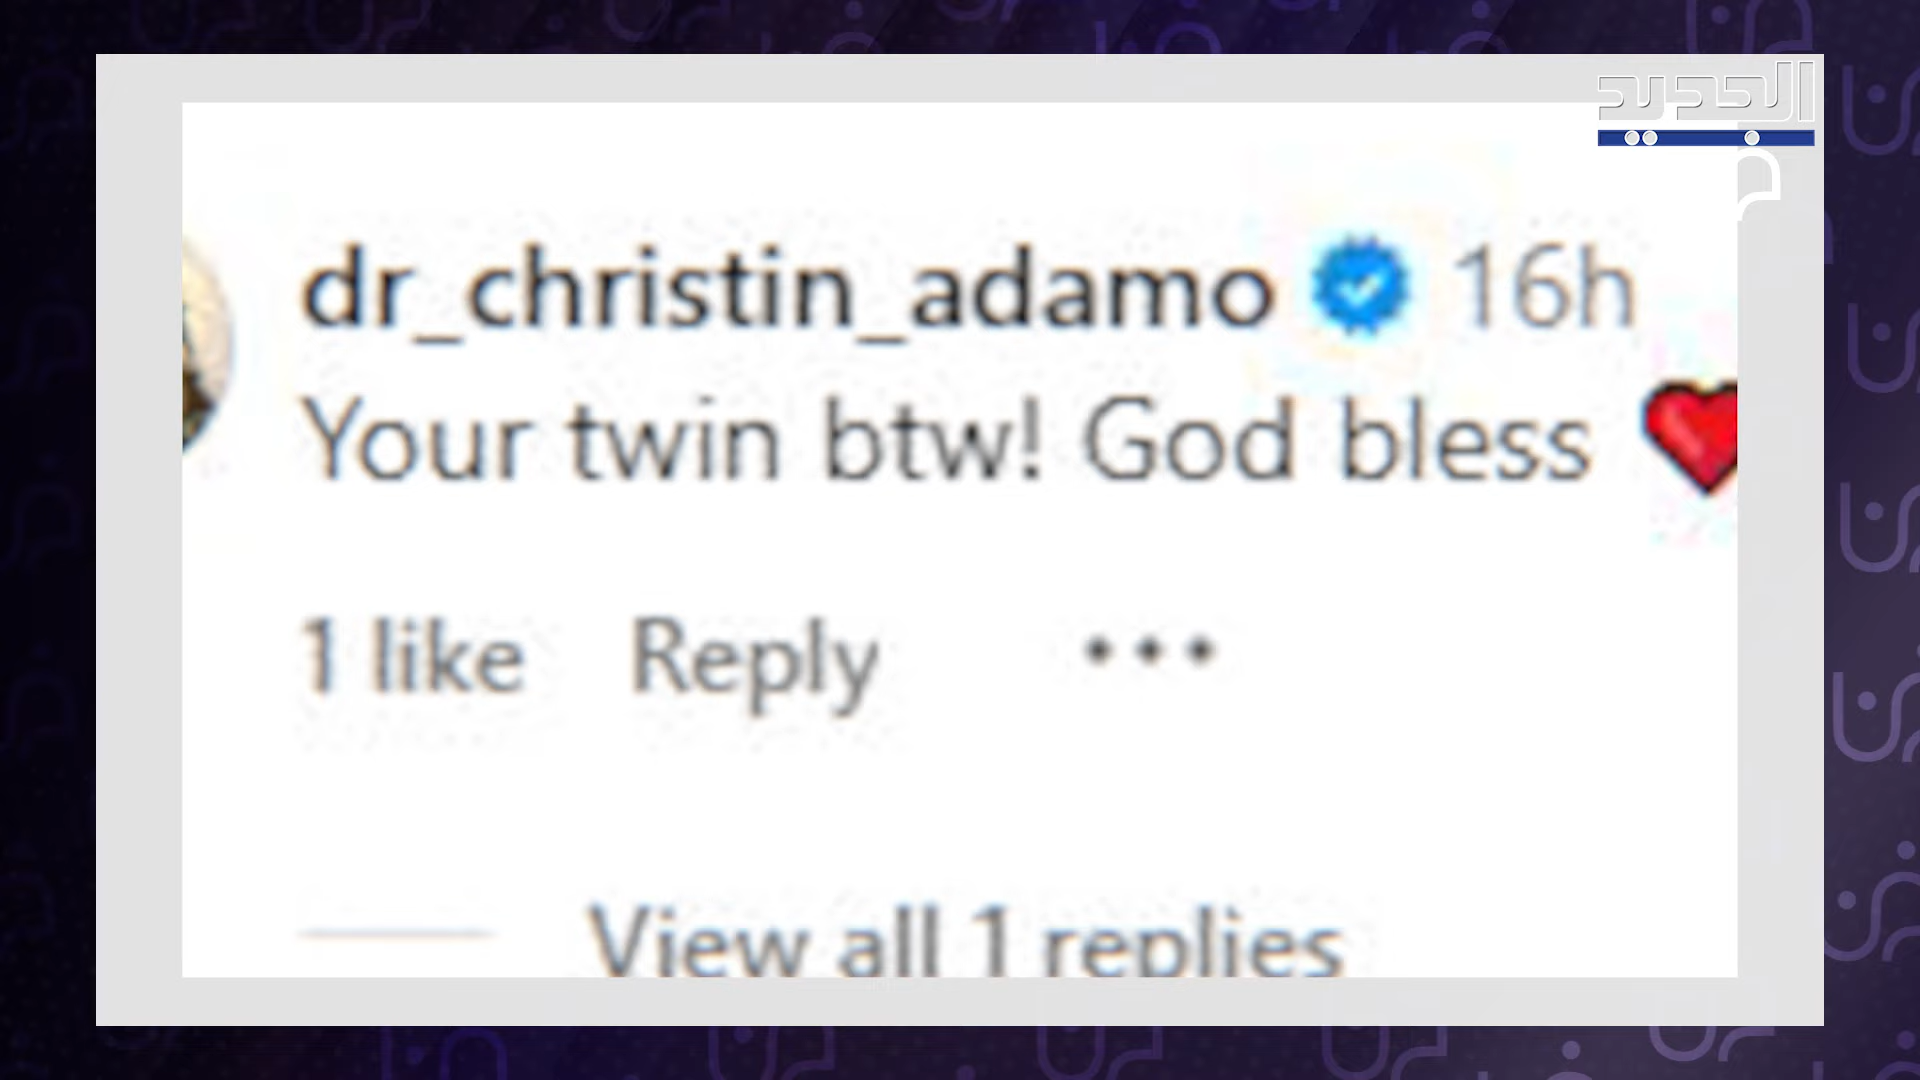 الجديد
dr_christin_adamo 16h
Your twin btw! God bless ❤️
1 like Reply •••
View all 1 replies